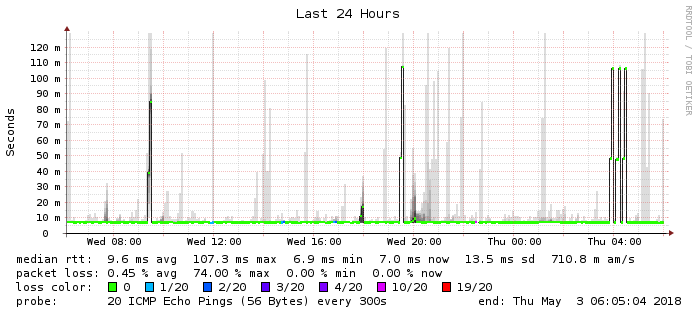 Last 24 Hours
RRDTOOL / TOBI OETIKER
Seconds
120 m
110 m
100 m
90 m
80 m
70 m
60 m
50 m
40 m
30 m
20 m
10 m
0
Wed 08:00 Wed 12:00 Wed 16:00 Wed 20:00 Thu 00:00 Thu 04:00
median rtt: 9.6 ms avg 107.3 ms max 6.9 ms min 7.0 ms now 13.5 ms sd 710.8 m am/s
packet loss: 0.45 % avg 74.00 % max 0.00 % min 0.00 % now
loss color: 0 1/20 2/20 3/20 4/20 10/20 19/20
probe: 20 ICMP Echo Pings (56 Bytes) every 300s end: Thu May 3 06:05:04 2018